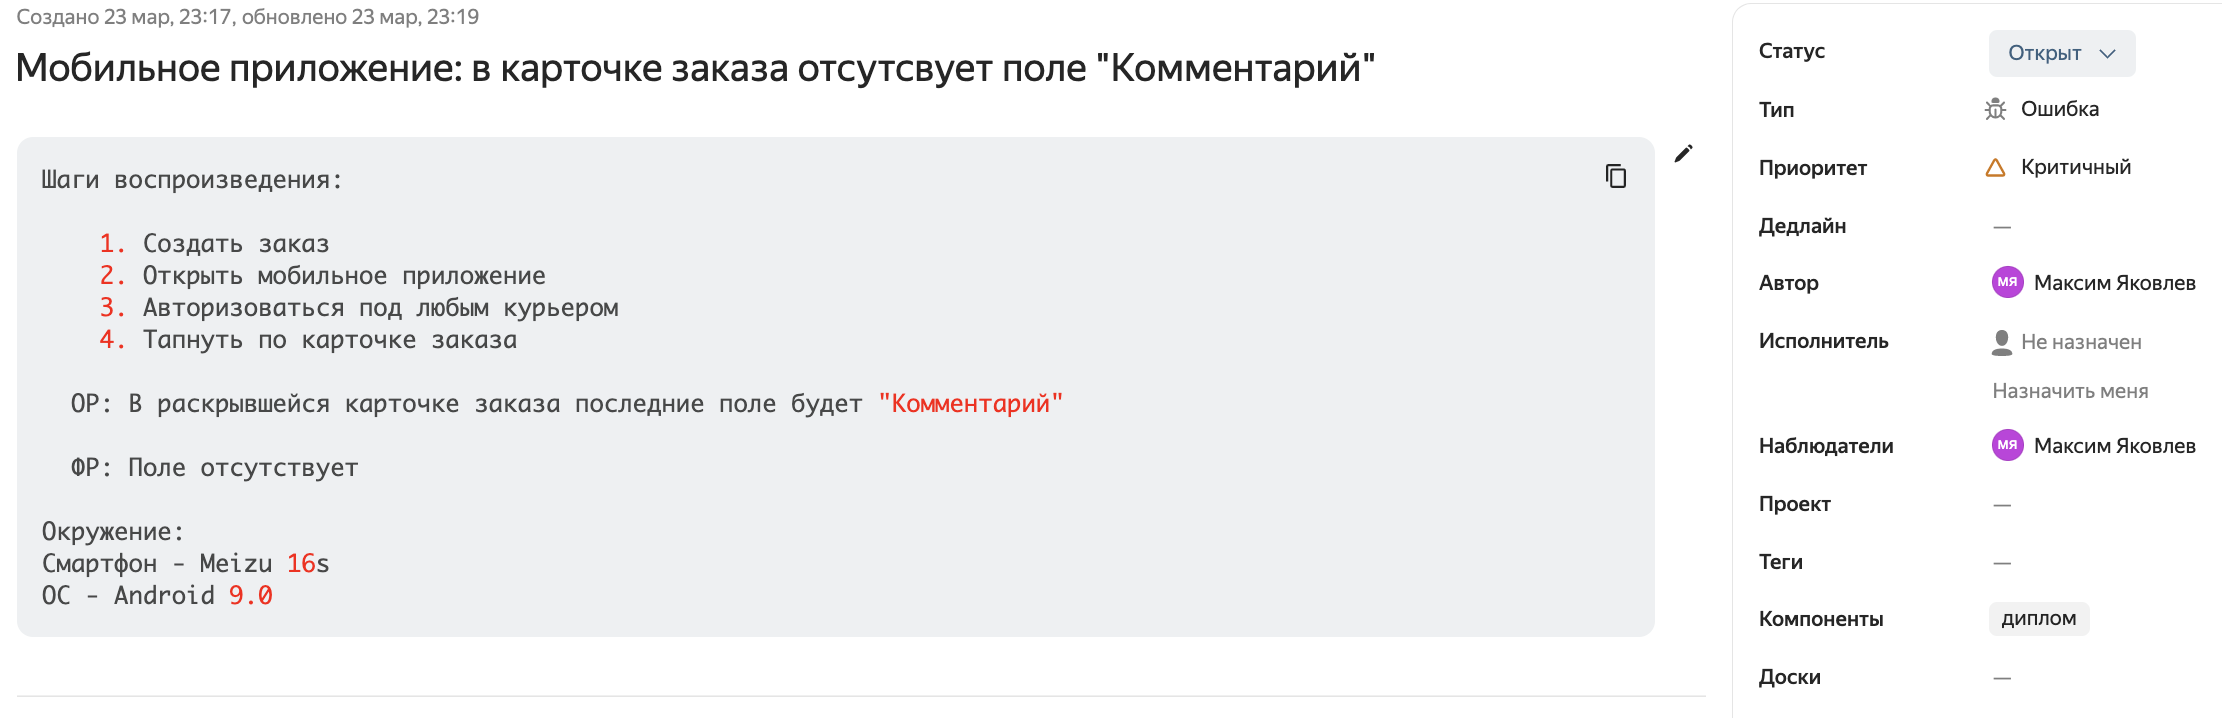 Создано 23 мар, 23:17, обновлено 23 мар, 23:19
Мобильное приложение: в карточке заказа отсутсвует поле "Комментарий"
Шаги воспроизведения:
1. Создать заказ
2. Открыть мобильное приложение
3. Авторизоваться под любым курьером
4. Тапнуть по карточке заказа
ОР: В раскрывшейся карточке заказа последние поле будет "Комментарий"
ФР: Поле отсутствует
Окружение:
Смартфон - Meizu 16s
ОС - Android 9.0
Статус Открыт
Тип Ошибка
Приоритет Критичный
Дедлайн —
Автор МЯ Максим Яковлев
Исполнитель Не назначен
Назначить меня
Наблюдатели МЯ Максим Яковлев
Проект —
Теги —
Компоненты диплом
Доски —